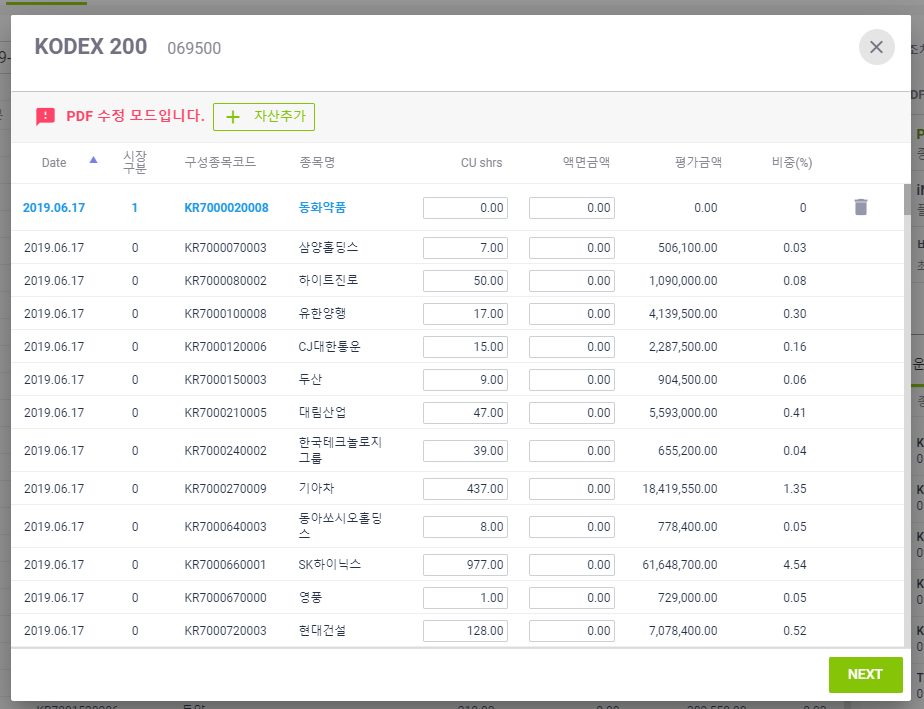 KODEX 200 069500
PDF 수정 모드입니다. + 자산추가
Date 시장구분 구성종목코드 종목명 CU shrs 액면금액 평가금액 비중(%)
2019.06.17 1 KR7000020008 동화약품 0.00 0.00 0.00 0
2019.06.17 0 KR7000070003 삼양홀딩스 7.00 0.00 506,100.00 0.03
2019.06.17 0 KR7000080002 하이트진로 50.00 0.00 1,090,000.00 0.08
2019.06.17 0 KR7000100008 유한양행 17.00 0.00 4,139,500.00 0.30
2019.06.17 0 KR7000120006 CJ대한통운 15.00 0.00 2,287,500.00 0.16
2019.06.17 0 KR7000150003 두산 9.00 0.00 904,500.00 0.06
2019.06.17 0 KR7000210005 대림산업 47.00 0.00 5,593,000.00 0.41
2019.06.17 0 KR7000240002 한국테크놀로지그룹 39.00 0.00 655,200.00 0.04
2019.06.17 0 KR7000270009 기아차 437.00 0.00 18,419,550.00 1.35
2019.06.17 0 KR7000640003 동아쏘시오홀딩스 8.00 0.00 778,400.00 0.05
2019.06.17 0 KR7000660001 SK하이닉스 977.00 0.00 61,648,700.00 4.54
2019.06.17 0 KR7000670000 영풍 1.00 0.00 729,000.00 0.05
2019.06.17 0 KR7000720003 현대건설 128.00 0.00 7,078,400.00 0.52
NEXT